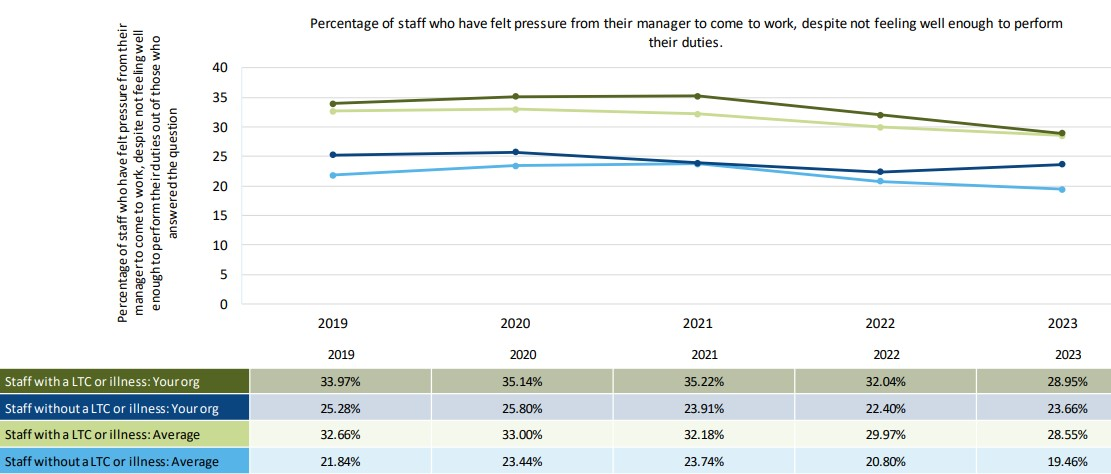 Percentage of staff who have felt pressure from their manager to come to work, despite not feeling well enough to perform
their duties.
Percentage of staff who have felt pressure from their
manager to come to work, despite not feeling well
enough to perform their duties out of those who
answered the question
40
35
30
25
20
15
10
5
0
2019 2020 2021 2022 2023
2019 2020 2021 2022 2023
Staff with a LTC or illness: Your org 33.97% 35.14% 35.22% 32.04% 28.95%
Staff without a LTC or illness: Your org 25.28% 25.80% 23.91% 22.40% 23.66%
Staff with a LTC or illness: Average 32.66% 33.00% 32.18% 29.97% 28.55%
Staff without a LTC or illness: Average 21.84% 23.44% 23.74% 20.80% 19.46%